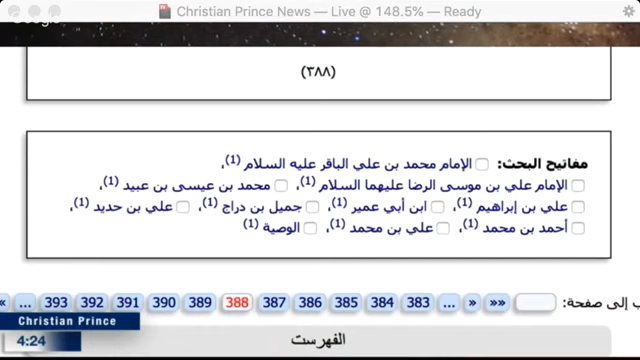 Christian Prince News — Live @ 148.5% — Ready
(٣٨٨)
مفاتيح البحث: الإمام محمد بن علي الباقر عليه السلام (1)،
الإمام علي بن موسى الرضا عليهما السلام (1)، محمد بن عيسى بن عبيد (1)،
علي بن إبراهيم (1)، ابن أبي عمير (1)، جميل بن دراج (1)، علي بن حديد (1)،
أحمد بن محمد (1)، علي بن محمد (1)، الوصية (1)
إلى صفحة: »» » ... 383 384 385 386 387 388 389 390 391 392 393 ... «
Christian Prince
4:24
الفهرست